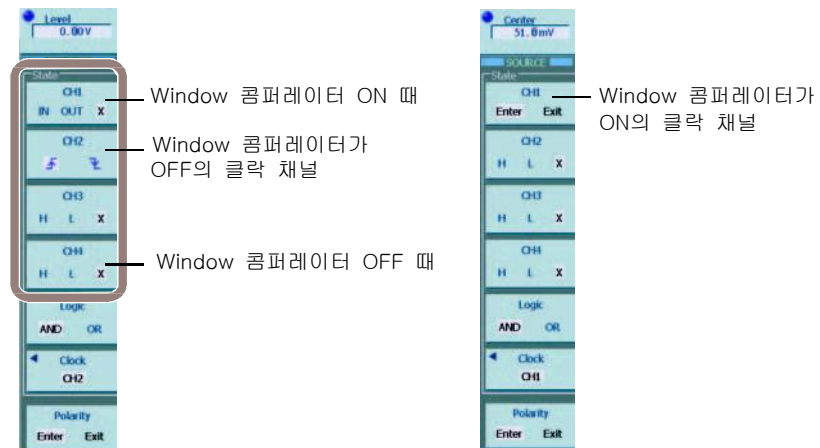 Level
0.00V
State
CH1
IN OUT X
CH2
CH3
H L X
CH4
H L X
Logic
AND OR
Clock
CH2
Polarity
Enter Exit
Window 콤퍼레이터 ON 때
Window 콤퍼레이터가
OFF의 클락 채널
Window 콤퍼레이터 OFF 때
Center
51.0mV
SOURCE
State
CH1
Enter Exit
CH2
H L X
CH3
H L X
CH4
H L X
Logic
AND OR
Clock
CH1
Polarity
Enter Exit
Window 콤퍼레이터가
ON의 클락 채널